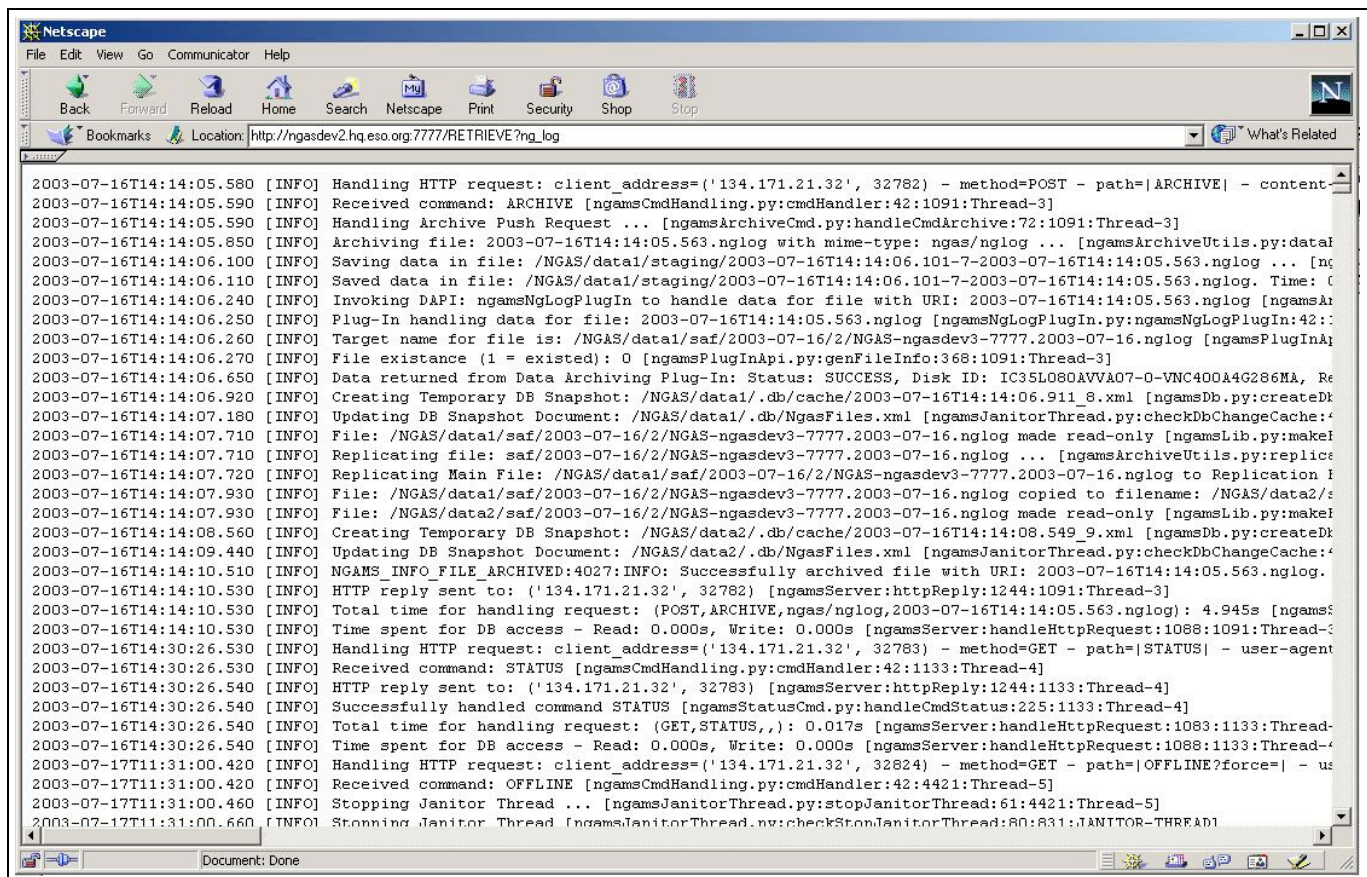 Netscape
File Edit View Go Communicator Help
Back Forward Reload Home Search Netscape Print Security Shop Stop
Bookmarks Location: http://ngasdev2.hq.eso.org:7777/RETRIEVE?ng_log What's Related
2003-07-16T14:14:05.580 [INFO] Handling HTTP request: client_address=('134.171.21.32', 32782) - method=POST - path=|ARCHIVE| - content-
2003-07-16T14:14:05.590 [INFO] Received command: ARCHIVE [ngamsCmdHandling.py:cmdHandler:42:1091:Thread-3]
2003-07-16T14:14:05.590 [INFO] Handling Archive Push Request ... [ngamsArchiveCmd.py:handleCmdArchive:72:1091:Thread-3]
2003-07-16T14:14:05.850 [INFO] Archiving file: 2003-07-16T14:14:05.563.nglog with mime-type: ngas/nglog ... [ngamsArchiveUtils.py:data
2003-07-16T14:14:06.100 [INFO] Saving data in file: /NGAS/data1/staging/2003-07-16T14:14:06.101-7-2003-07-16T14:14:05.563.nglog ... [ng
2003-07-16T14:14:06.110 [INFO] Saved data in file: /NGAS/data1/staging/2003-07-16T14:14:06.101-7-2003-07-16T14:14:05.563.nglog. Time:
2003-07-16T14:14:06.240 [INFO] Invoking DAPI: ngamsNgLogPlugIn to handle data for file with URI: 2003-07-16T14:14:05.563.nglog [ngamsA
2003-07-16T14:14:06.250 [INFO] Plug-In handling data for file: 2003-07-16T14:14:05.563.nglog [ngamsNgLogPlugIn.py:ngamsNgLogPlugIn:42:
2003-07-16T14:14:06.260 [INFO] Target name for file is: /NGAS/data1/saf/2003-07-16/2/NGAS-ngasdev3-7777.2003-07-16.nglog [ngamsPlugInAp
2003-07-16T14:14:06.270 [INFO] File existance (1 = existed): 0 [ngamsPlugInApi.py:genFileInfo:368:1091:Thread-3]
2003-07-16T14:14:06.650 [INFO] Data returned from Data Archiving Plug-In: Status: SUCCESS, Disk ID: IC35L080AVVA07-0-VNC400A4G286MA, Re
2003-07-16T14:14:06.920 [INFO] Creating Temporary DB Snapshot: /NGAS/data1/.db/cache/2003-07-16T14:14:06.911_8.xml [ngamsDb.py:createDb
2003-07-16T14:14:07.180 [INFO] Updating DB Snapshot Document: /NGAS/data1/.db/NgasFiles.xml [ngamsJanitorThread.py:checkDbChangeCache:4
2003-07-16T14:14:07.710 [INFO] File: /NGAS/data1/saf/2003-07-16/2/NGAS-ngasdev3-7777.2003-07-16.nglog made read-only [ngamsLib.py:make
2003-07-16T14:14:07.710 [INFO] Replicating file: saf/2003-07-16/2/NGAS-ngasdev3-7777.2003-07-16.nglog ... [ngamsArchiveUtils.py:replica
2003-07-16T14:14:07.720 [INFO] Replicating Main File: /NGAS/data1/saf/2003-07-16/2/NGAS-ngasdev3-7777.2003-07-16.nglog to Replication
2003-07-16T14:14:07.930 [INFO] File: /NGAS/data1/saf/2003-07-16/2/NGAS-ngasdev3-7777.2003-07-16.nglog copied to filename: /NGAS/data2/s
2003-07-16T14:14:07.930 [INFO] File: /NGAS/data2/saf/2003-07-16/2/NGAS-ngasdev3-7777.2003-07-16.nglog made read-only [ngamsLib.py:make
2003-07-16T14:14:08.560 [INFO] Creating Temporary DB Snapshot: /NGAS/data2/.db/cache/2003-07-16T14:14:08.549_9.xml [ngamsDb.py:createDb
2003-07-16T14:14:09.440 [INFO] Updating DB Snapshot Document: /NGAS/data2/.db/NgasFiles.xml [ngamsJanitorThread.py:checkDbChangeCache:4
2003-07-16T14:14:10.510 [INFO] NGAMS_INFO_FILE_ARCHIVED:4027:INFO: Successfully archived file with URI: 2003-07-16T14:14:05.563.nglog.
2003-07-16T14:14:10.530 [INFO] HTTP reply sent to: ('134.171.21.32', 32782) [ngamsServer:httpReply:1244:1091:Thread-3]
2003-07-16T14:14:10.530 [INFO] Total time for handling request: (POST,ARCHIVE,ngas/nglog,2003-07-16T14:14:05.563.nglog): 4.945s [ngamsS
2003-07-16T14:14:10.530 [INFO] Time spent for DB access - Read: 0.000s, Write: 0.000s [ngamsServer:handleHttpRequest:1088:1091:Thread-3
2003-07-16T14:30:26.530 [INFO] Handling HTTP request: client_address=('134.171.21.32', 32783) - method=GET - path=|STATUS| - user-agent
2003-07-16T14:30:26.530 [INFO] Received command: STATUS [ngamsCmdHandling.py:cmdHandler:42:1133:Thread-4]
2003-07-16T14:30:26.540 [INFO] HTTP reply sent to: ('134.171.21.32', 32783) [ngamsServer:httpReply:1244:1133:Thread-4]
2003-07-16T14:30:26.540 [INFO] Successfully handled command STATUS [ngamsStatusCmd.py:handleCmdStatus:225:1133:Thread-4]
2003-07-16T14:30:26.540 [INFO] Total time for handling request: (GET,STATUS,,): 0.017s [ngamsServer:handleHttpRequest:1083:1133:Thread-
2003-07-16T14:30:26.540 [INFO] Time spent for DB access - Read: 0.000s, Write: 0.000s [ngamsServer:handleHttpRequest:1088:1133:Thread-4
2003-07-17T11:31:00.420 [INFO] Handling HTTP request: client_address=('134.171.21.32', 32824) - method=GET - path=|OFFLINE?force=| - us
2003-07-17T11:31:00.420 [INFO] Received command: OFFLINE [ngamsCmdHandling.py:cmdHandler:42:4421:Thread-5]
2003-07-17T11:31:00.460 [INFO] Stopping Janitor Thread ... [ngamsJanitorThread.py:stopJanitorThread:61:4421:Thread-5]
2003-07-17T11:31:00.660 [INFO] Stopping Janitor Thread [ngamsJanitorThread.py:checkStopJanitorThread:80:831:JANITOR-THREAD]
Document: Done